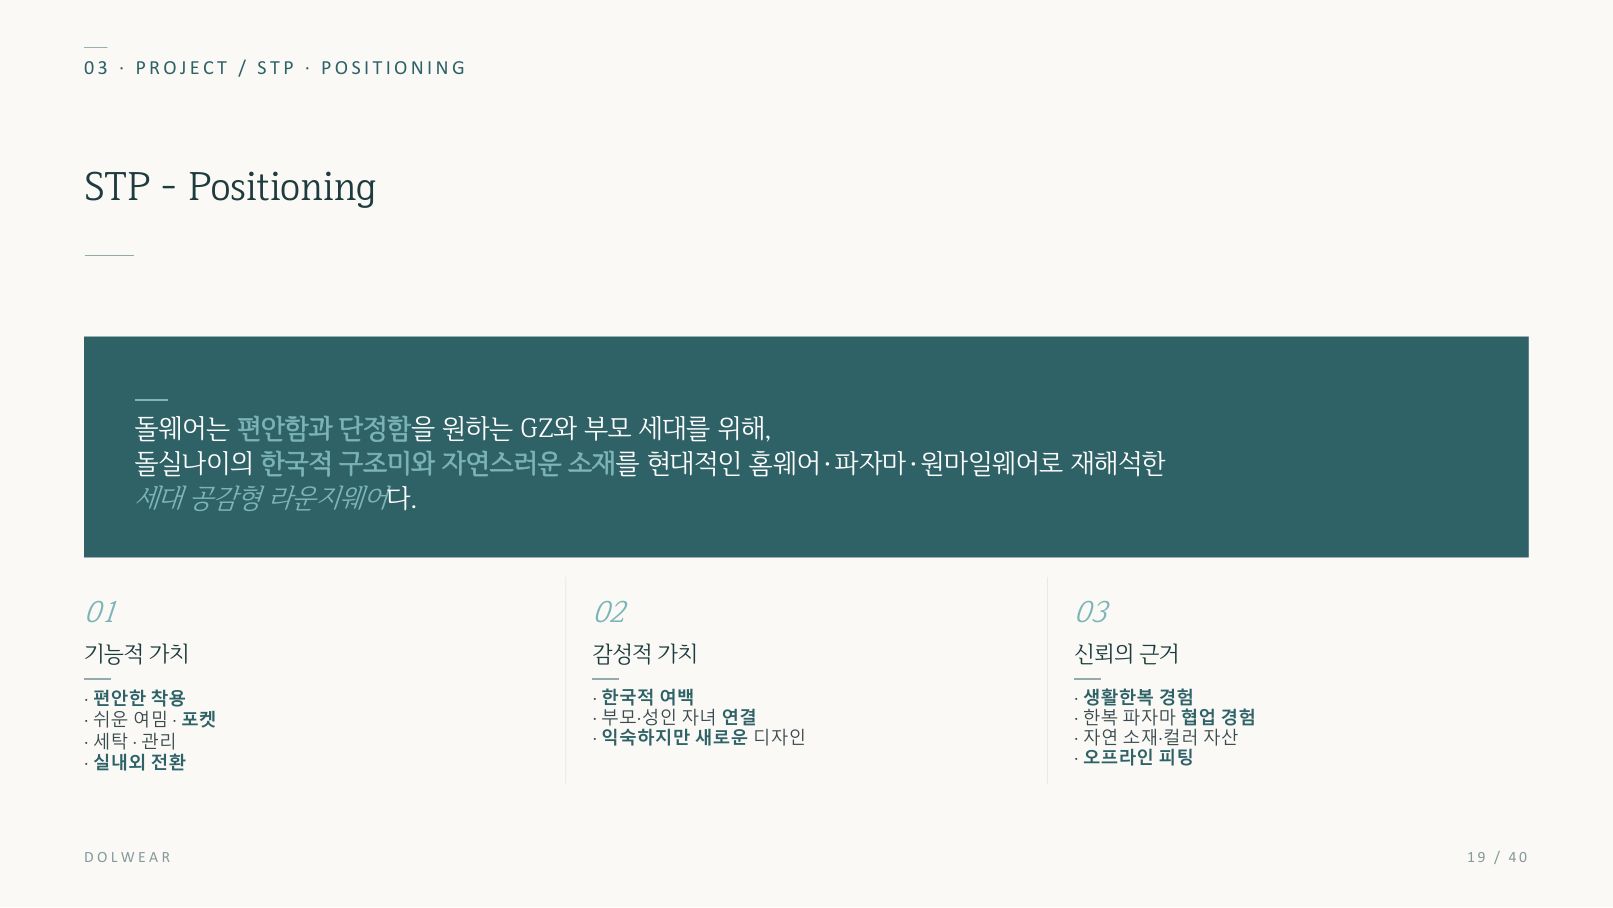 03 · PROJECT / STP · POSITIONING
STP - Positioning
돌웨어는 편안함과 단정함을 원하는 GZ와 부모 세대를 위해,
돌실나이의 한국적 구조미와 자연스러운 소재를 현대적인 홈웨어·파자마·원마일웨어로 재해석한
세대 공감형 라운지웨어다.
01
기능적 가치
· 편안한 착용
· 쉬운 여밈 · 포켓
· 세탁 · 관리
· 실내외 전환
02
감성적 가치
· 한국적 여백
· 부모·성인 자녀 연결
· 익숙하지만 새로운 디자인
03
신뢰의 근거
· 생활한복 경험
· 한복 파자마 협업 경험
· 자연 소재·컬러 자산
· 오프라인 피팅
DOLWEAR
19 / 40